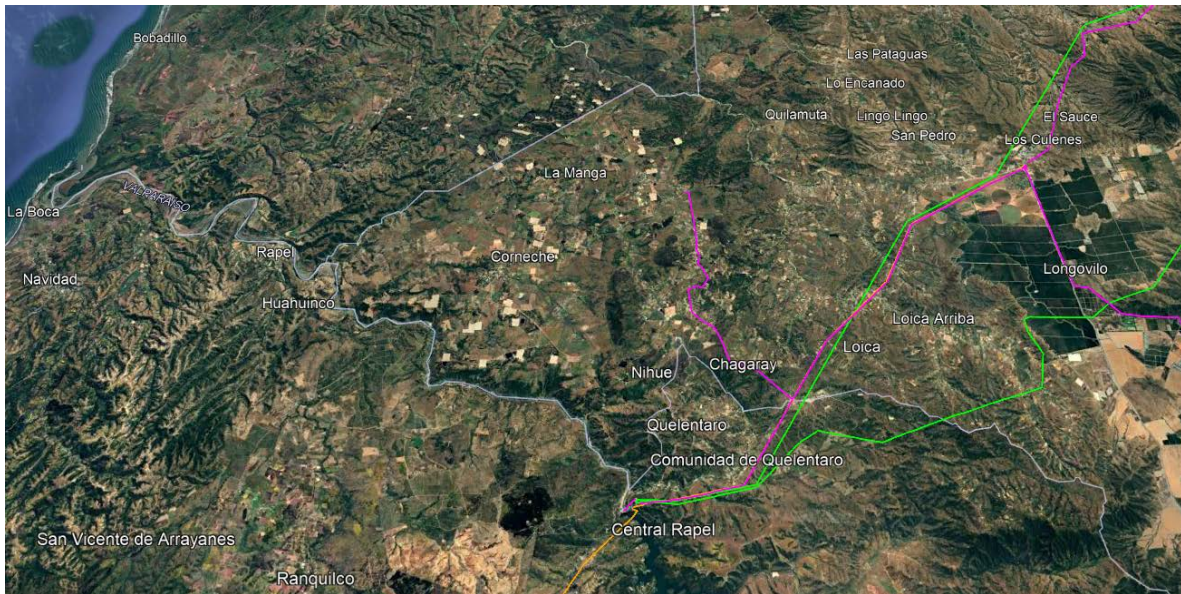 Bobadillo
Las Pataguas
Lo Encanado
Quilamuta
Lingo Lingo
El Sauce
San Pedro
Los Culenes
La Manga
VALPARAÍSO
La Boca
Rapel
Corneche
Navidad
Longovilo
Huahuinco
Loica Arriba
Loica
Nihue
Chagaray
Quelentaro
Comunidad de Quelentaro
Central Rapel
San Vicente de Arrayanes
Ranquilco